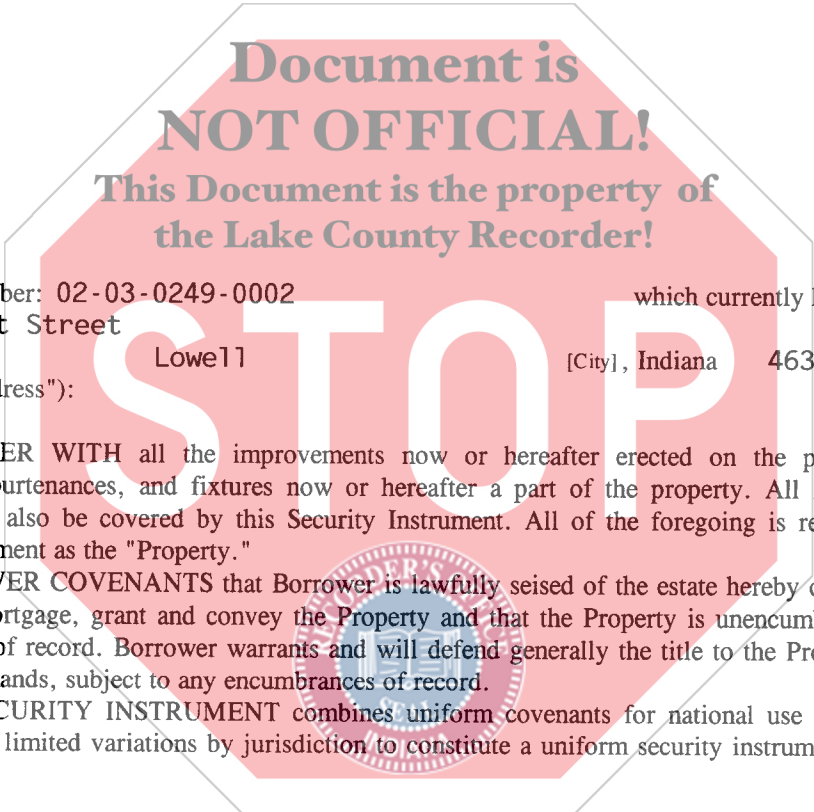 Document is
NOT OFFICIAL!
This Document is the property of
the Lake County Recorder!
ber: 02-03-0249-0002 which currently
t Street
Lowell [City], Indiana 463
ress"):
STOP
ER WITH all the improvements now or hereafter erected on the p
urtenances, and fixtures now or hereafter a part of the property. All
also be covered by this Security Instrument. All of the foregoing is re
ment as the "Property."
ER COVENANTS that Borrower is lawfully seised of the estate hereby
rtgage, grant and convey the Property and that the Property is unencum
of record. Borrower warrants and will defend generally the title to the Pro
ands, subject to any encumbrances of record.
CURITY INSTRUMENT combines uniform covenants for national use
limited variations by jurisdiction to constitute a uniform security instrum
RECORDER'S OFFICE
SEAL
INDIANA